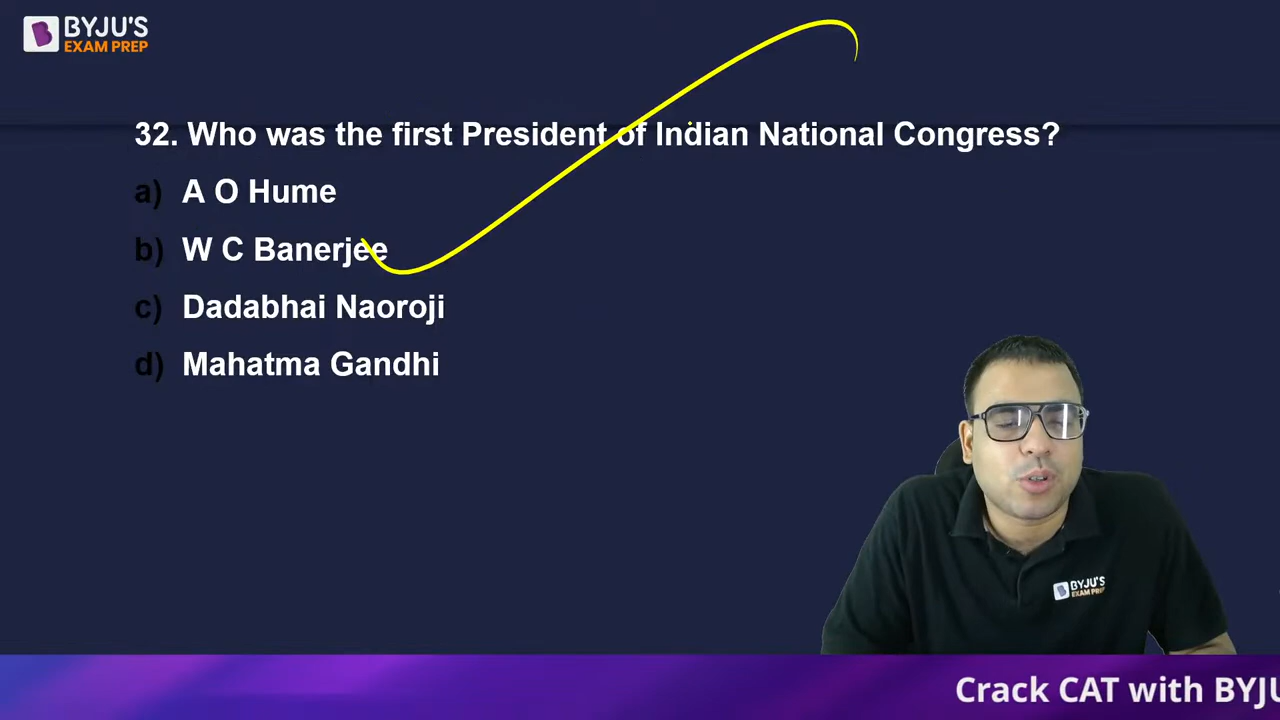 BYJU'S
EXAM PREP
32. Who was the first President of Indian National Congress?
a) A O Hume
b) W C Banerjee
c) Dadabhai Naoroji
d) Mahatma Gandhi
BYJU'S
EXAM PREP
Crack CAT with BYJU